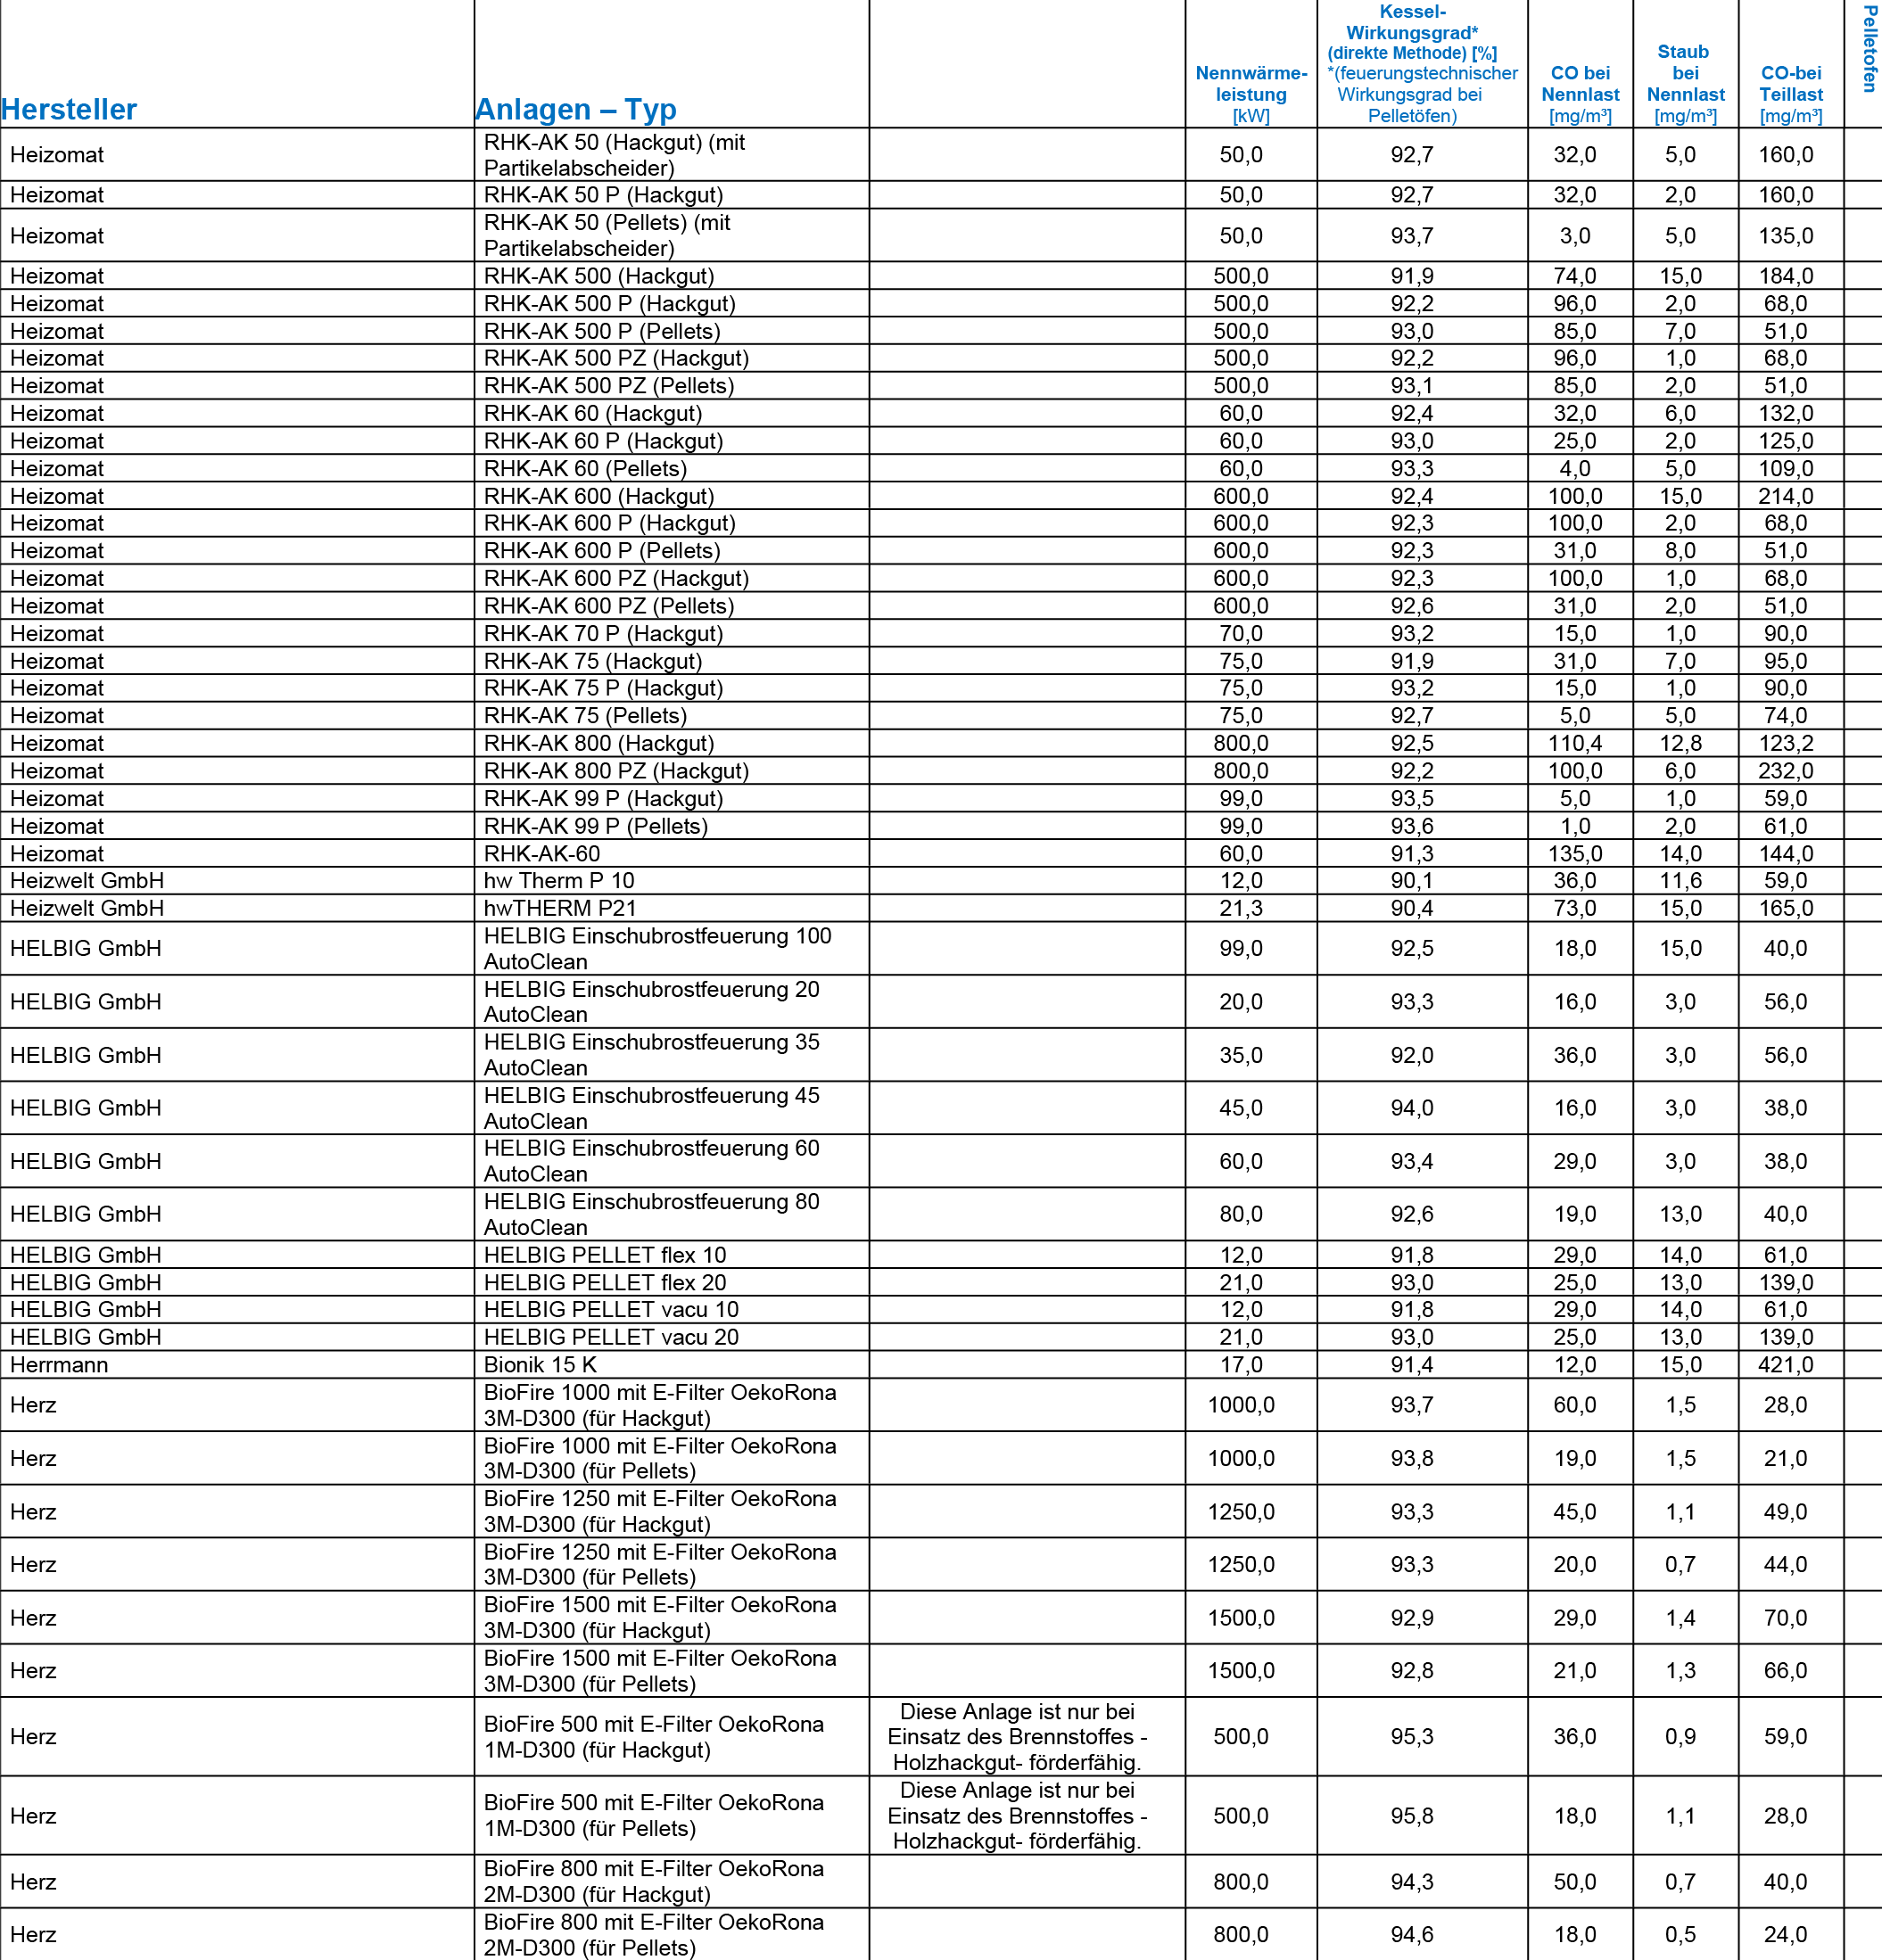 Hersteller Anlagen – Typ Nennwärme-leistung [kW] Kessel-Wirkungsgrad* (direkte Methode) [%] *(feuerungstechnischer Wirkungsgrad bei Pelletöfen) CO bei Nennlast [mg/m³] Staub bei Nennlast [mg/m³] CO-bei Teillast [mg/m³] Pelletofen
Heizomat RHK-AK 50 (Hackgut) (mit Partikelabscheider) 50,0 92,7 32,0 5,0 160,0
Heizomat RHK-AK 50 P (Hackgut) 50,0 92,7 32,0 2,0 160,0
Heizomat RHK-AK 50 (Pellets) (mit Partikelabscheider) 50,0 93,7 3,0 5,0 135,0
Heizomat RHK-AK 500 (Hackgut) 500,0 91,9 74,0 15,0 184,0
Heizomat RHK-AK 500 P (Hackgut) 500,0 92,2 96,0 2,0 68,0
Heizomat RHK-AK 500 P (Pellets) 500,0 93,0 85,0 7,0 51,0
Heizomat RHK-AK 500 PZ (Hackgut) 500,0 92,2 96,0 1,0 68,0
Heizomat RHK-AK 500 PZ (Pellets) 500,0 93,1 85,0 2,0 51,0
Heizomat RHK-AK 60 (Hackgut) 60,0 92,4 32,0 6,0 132,0
Heizomat RHK-AK 60 P (Hackgut) 60,0 93,0 25,0 2,0 125,0
Heizomat RHK-AK 60 (Pellets) 60,0 93,3 4,0 5,0 109,0
Heizomat RHK-AK 600 (Hackgut) 600,0 92,4 100,0 15,0 214,0
Heizomat RHK-AK 600 P (Hackgut) 600,0 92,3 100,0 2,0 68,0
Heizomat RHK-AK 600 P (Pellets) 600,0 92,3 31,0 8,0 51,0
Heizomat RHK-AK 600 PZ (Hackgut) 600,0 92,3 100,0 1,0 68,0
Heizomat RHK-AK 600 PZ (Pellets) 600,0 92,6 31,0 2,0 51,0
Heizomat RHK-AK 70 P (Hackgut) 70,0 93,2 15,0 1,0 90,0
Heizomat RHK-AK 75 (Hackgut) 75,0 91,9 31,0 7,0 95,0
Heizomat RHK-AK 75 P (Hackgut) 75,0 93,2 15,0 1,0 90,0
Heizomat RHK-AK 75 (Pellets) 75,0 92,7 5,0 5,0 74,0
Heizomat RHK-AK 800 (Hackgut) 800,0 92,5 110,4 12,8 123,2
Heizomat RHK-AK 800 PZ (Hackgut) 800,0 92,2 100,0 6,0 232,0
Heizomat RHK-AK 99 P (Hackgut) 99,0 93,5 5,0 1,0 59,0
Heizomat RHK-AK 99 P (Pellets) 99,0 93,6 1,0 2,0 61,0
Heizomat RHK-AK-60 60,0 91,3 135,0 14,0 144,0
Heizwelt GmbH hw Therm P 10 12,0 90,1 36,0 11,6 59,0
Heizwelt GmbH hwTHERM P21 21,3 90,4 73,0 15,0 165,0
HELBIG GmbH HELBIG Einschubrostfeuerung 100 AutoClean 99,0 92,5 18,0 15,0 40,0
HELBIG GmbH HELBIG Einschubrostfeuerung 20 AutoClean 20,0 93,3 16,0 3,0 56,0
HELBIG GmbH HELBIG Einschubrostfeuerung 35 AutoClean 35,0 92,0 36,0 3,0 56,0
HELBIG GmbH HELBIG Einschubrostfeuerung 45 AutoClean 45,0 94,0 16,0 3,0 38,0
HELBIG GmbH HELBIG Einschubrostfeuerung 60 AutoClean 60,0 93,4 29,0 3,0 38,0
HELBIG GmbH HELBIG Einschubrostfeuerung 80 AutoClean 80,0 92,6 19,0 13,0 40,0
HELBIG GmbH HELBIG PELLET flex 10 12,0 91,8 29,0 14,0 61,0
HELBIG GmbH HELBIG PELLET flex 20 21,0 93,0 25,0 13,0 139,0
HELBIG GmbH HELBIG PELLET vacu 10 12,0 91,8 29,0 14,0 61,0
HELBIG GmbH HELBIG PELLET vacu 20 21,0 93,0 25,0 13,0 139,0
Herrmann Bionik 15 K 17,0 91,4 12,0 15,0 421,0
Herz BioFire 1000 mit E-Filter OekoRona 3M-D300 (für Hackgut) 1000,0 93,7 60,0 1,5 28,0
Herz BioFire 1000 mit E-Filter OekoRona 3M-D300 (für Pellets) 1000,0 93,8 19,0 1,5 21,0
Herz BioFire 1250 mit E-Filter OekoRona 3M-D300 (für Hackgut) 1250,0 93,3 45,0 1,1 49,0
Herz BioFire 1250 mit E-Filter OekoRona 3M-D300 (für Pellets) 1250,0 93,3 20,0 0,7 44,0
Herz BioFire 1500 mit E-Filter OekoRona 3M-D300 (für Hackgut) 1500,0 92,9 29,0 1,4 70,0
Herz BioFire 1500 mit E-Filter OekoRona 3M-D300 (für Pellets) 1500,0 92,8 21,0 1,3 66,0
Herz BioFire 500 mit E-Filter OekoRona 1M-D300 (für Hackgut) Diese Anlage ist nur bei Einsatz des Brennstoffes - Holzhackgut- förderfähig. 500,0 95,3 36,0 0,9 59,0
Herz BioFire 500 mit E-Filter OekoRona 1M-D300 (für Pellets) Diese Anlage ist nur bei Einsatz des Brennstoffes - Holzhackgut- förderfähig. 500,0 95,8 18,0 1,1 28,0
Herz BioFire 800 mit E-Filter OekoRona 2M-D300 (für Hackgut) 800,0 94,3 50,0 0,7 40,0
Herz BioFire 800 mit E-Filter OekoRona 2M-D300 (für Pellets) 800,0 94,6 18,0 0,5 24,0